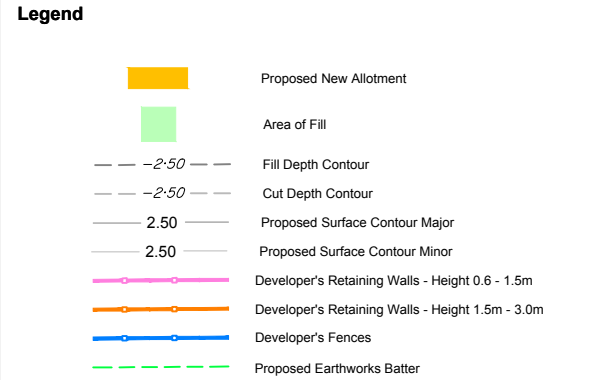 Legend
Proposed New Allotment
Area of Fill
-2.50 Fill Depth Contour
-2.50 Cut Depth Contour
2.50 Proposed Surface Contour Major
2.50 Proposed Surface Contour Minor
Developer's Retaining Walls - Height 0.6 - 1.5m
Developer's Retaining Walls - Height 1.5m - 3.0m
Developer's Fences
Proposed Earthworks Batter